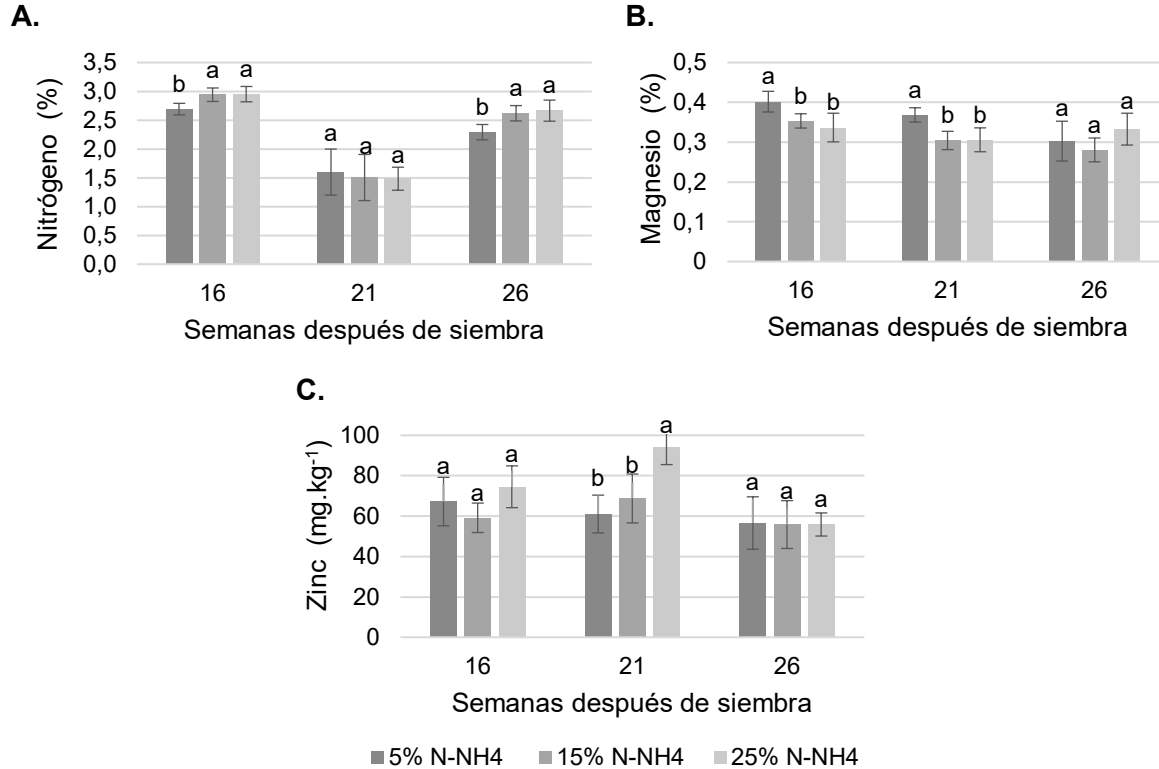 A.
Nitrógeno (%)
3,5
3,0
2,5
2,0
1,5
1,0
0,5
0,0
b a a
a a a
b a a
16 21 26
Semanas después de siembra
B.
Magnesio (%)
0,5
0,4
0,3
0,2
0,1
0
a b b
a b b
a a a
16 21 26
Semanas después de siembra
C.
Zinc (mg.kg⁻¹)
100
80
60
40
20
0
a a a
b b a
a a a
16 21 26
Semanas después de siembra
5% N-NH4 15% N-NH4 25% N-NH4